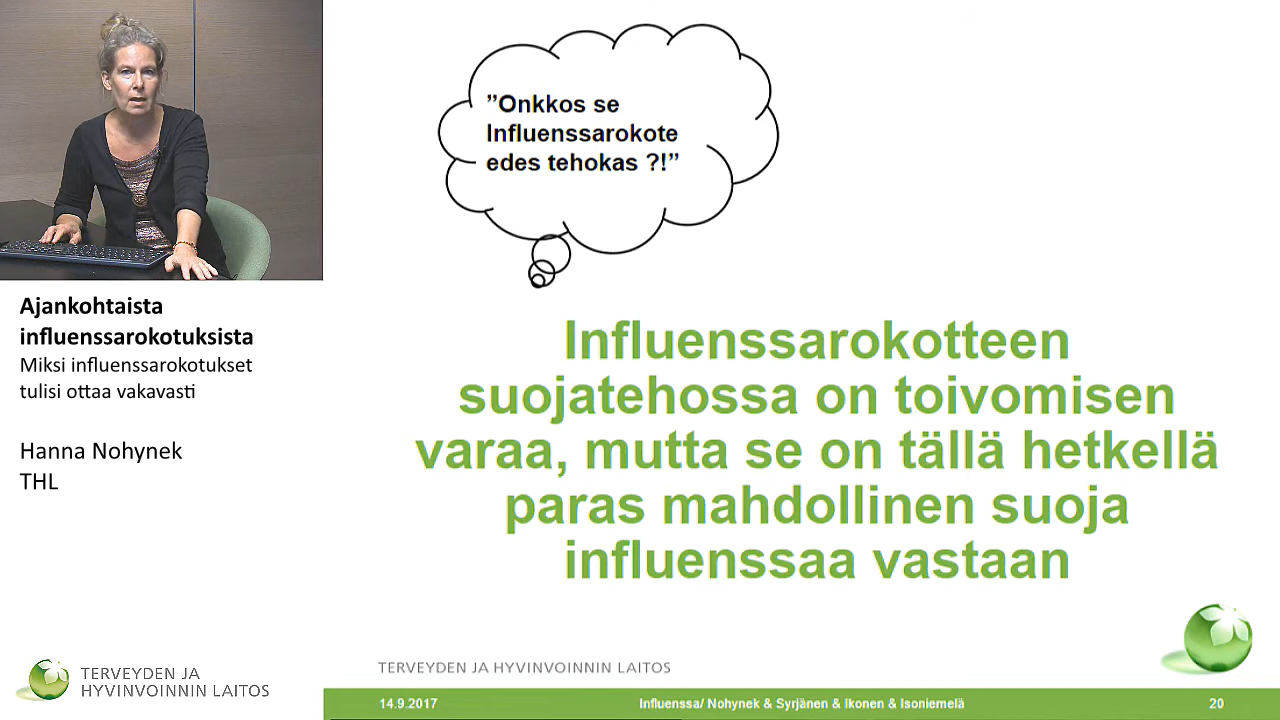 ”Onkkos se
Influenssarokote
edes tehokas ?!”
Ajankohtaista
influenssarokotuksista
Miksi influenssarokotukset
tulisi ottaa vakavasti
Hanna Nohynek
THL
Influenssarokotteen
suojatehossa on toivomisen
varaa, mutta se on tällä hetkellä
paras mahdollinen suoja
influenssaa vastaan
TERVEYDEN JA
HYVINVOINNIN LAITOS
TERVEYDEN JA HYVINVOINNIN LAITOS
14.9.2017
Influenssa/ Nohynek & Syrjänen & Ikonen & Isoniemelä
20